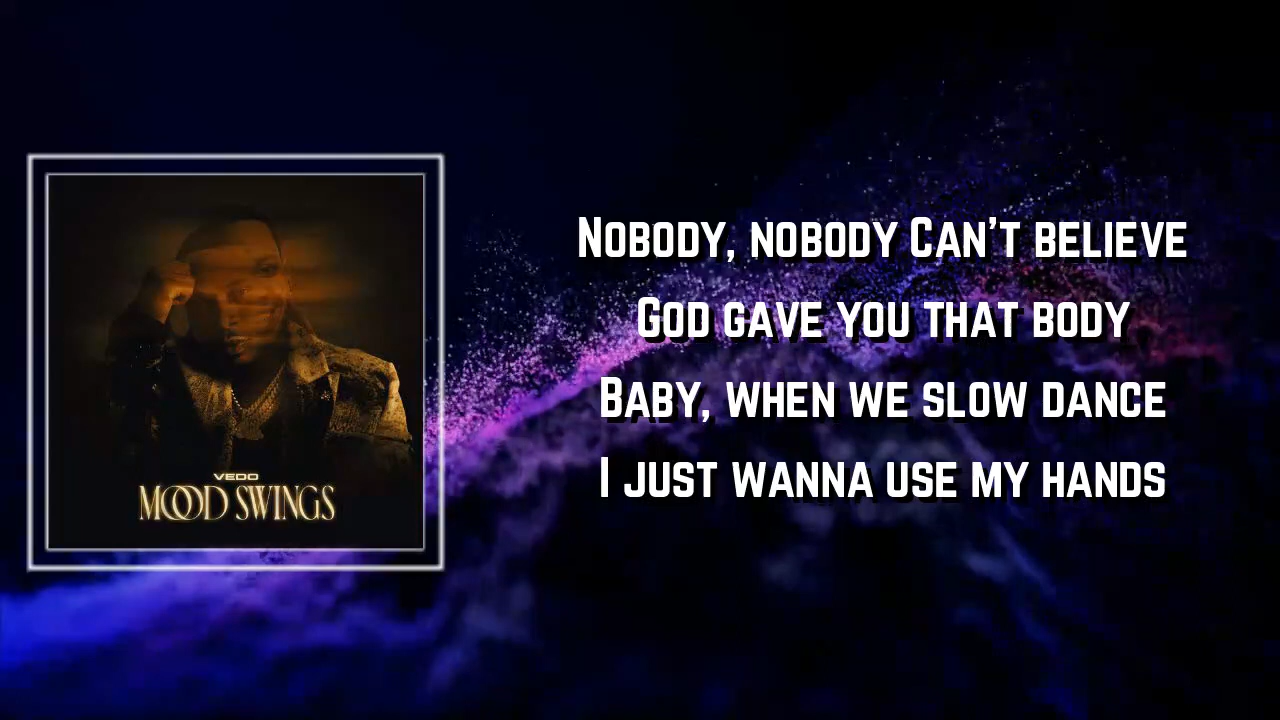 VEDO
MOOD SWINGS
Nobody, nobody Can't believe
God gave you that body
Baby, when we slow dance
I just wanna use my hands